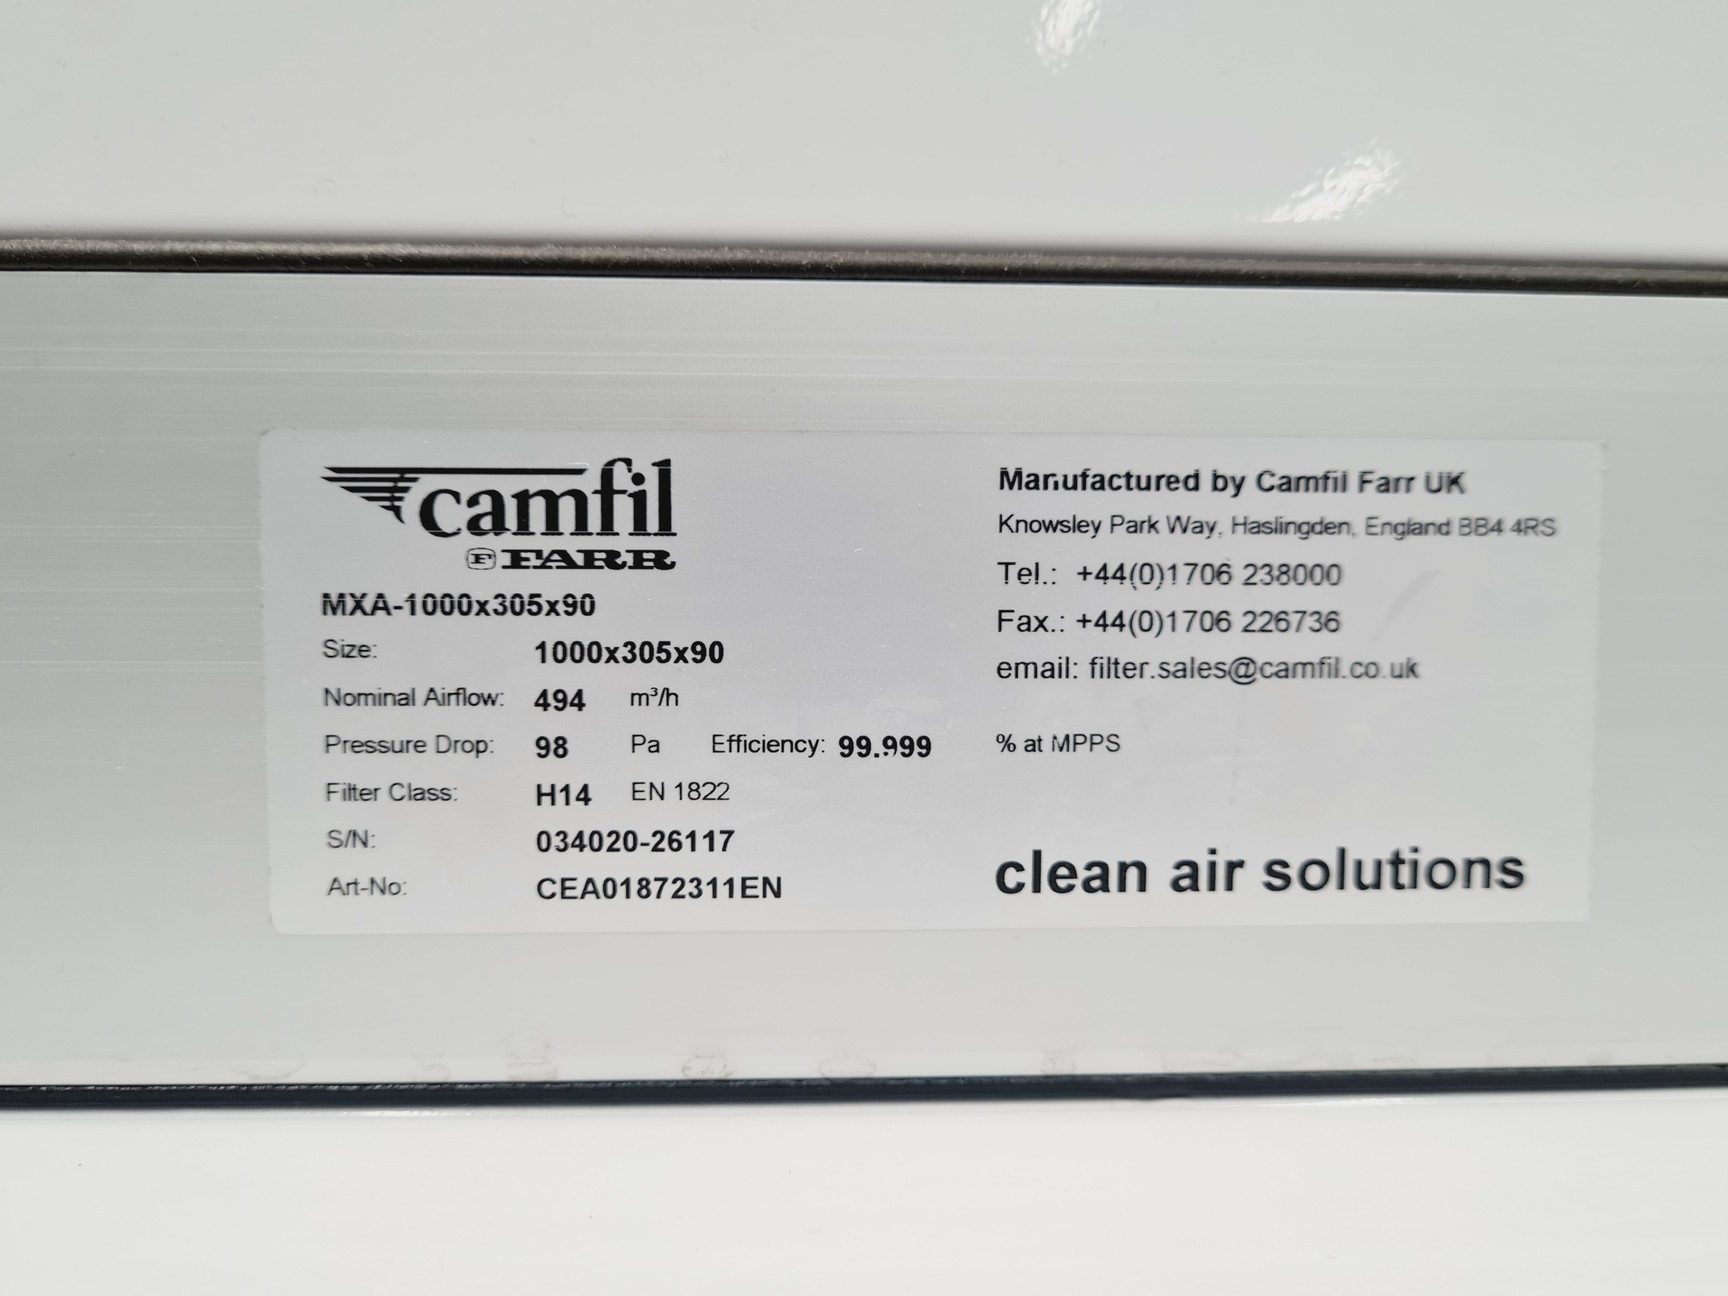 camfil
F FARR
MXA-1000x305x90
Size: 1000x305x90
Nominal Airflow: 494 m³/h
Pressure Drop: 98 Pa Efficiency: 99.999 % at MPPS
Filter Class: H14 EN 1822
S/N: 034020-26117
Art-No: CEA01872311EN
Manufactured by Camfil Farr UK
Knowsley Park Way, Haslingden, England BB4 4RS
Tel.: +44(0)1706 238000
Fax.: +44(0)1706 226736
email: filter.sales@camfil.co.uk
clean air solutions